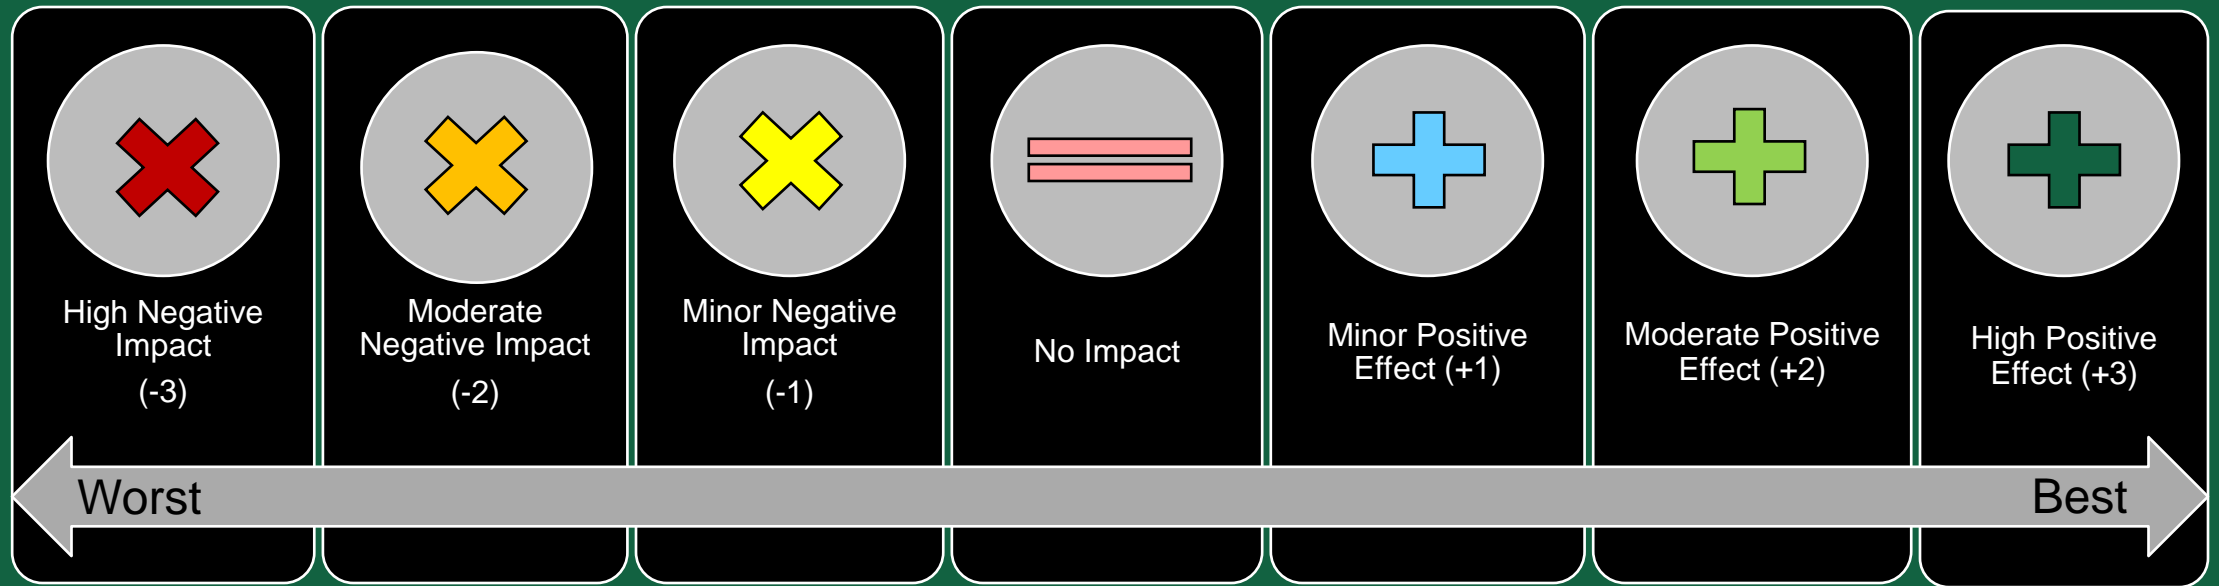 High Negative
Impact
(-3)
Moderate
Negative Impact
(-2)
Minor Negative
Impact
(-1)
No Impact
Minor Positive
Effect (+1)
Moderate Positive
Effect (+2)
High Positive
Effect (+3)
Worst
Best